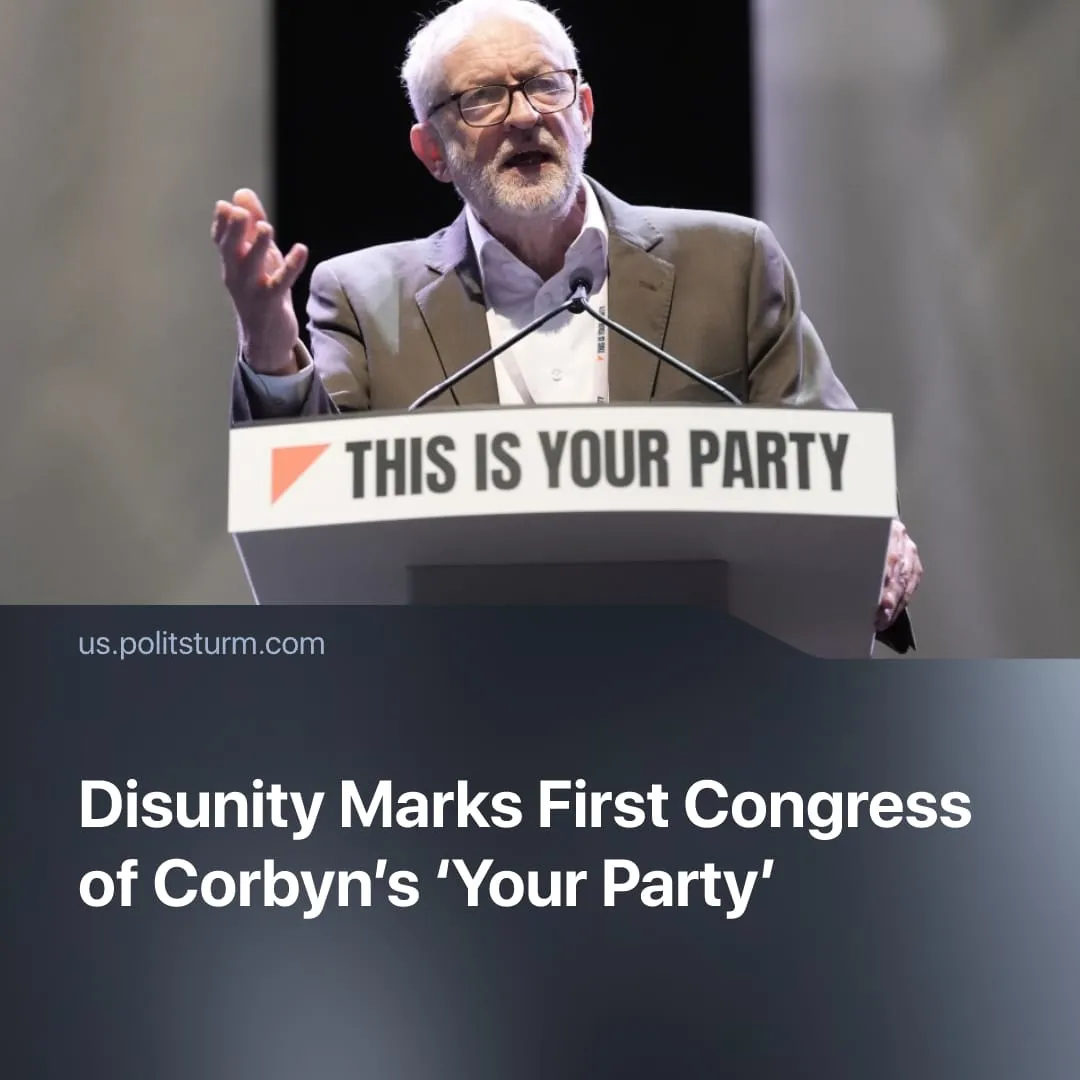 THIS IS YOUR PARTY
us.politsturm.com
Disunity Marks First Congress
of Corbyn’s ‘Your Party’